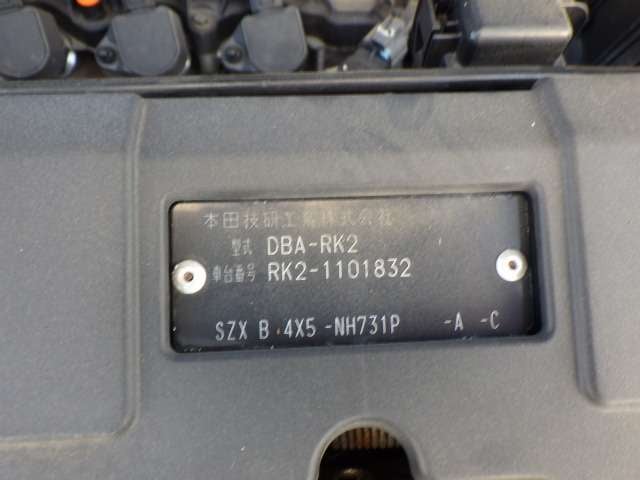 本田技研工業株式会社
型式 DBA-RK2
車台番号 RK2-1101832
SZX B 4X5 -NH731P -A -C